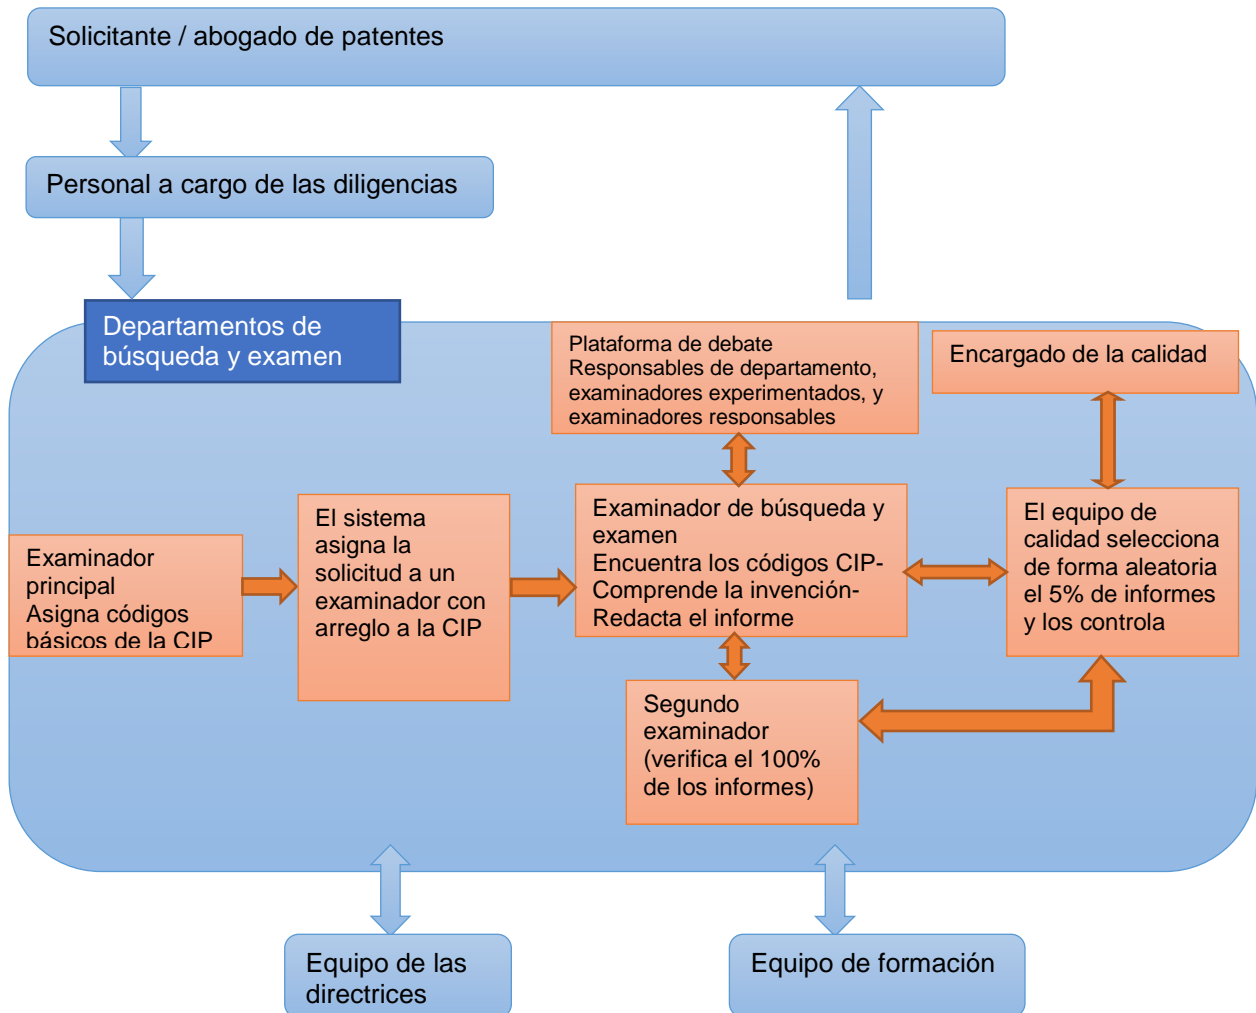 Solicitante / abogado de patentes
Personal a cargo de las diligencias
Departamentos de
búsqueda y examen
Plataforma de debate
Responsables de departamento,
examinadores experimentados, y
examinadores responsables
Encargado de la calidad
Examinador
principal
Asigna códigos
básicos de la CIP
El sistema
asigna la
solicitud a un
examinador con
arreglo a la CIP
Examinador de búsqueda y
examen
Encuentra los códigos CIP-
Comprende la invención-
Redacta el informe
El equipo de
calidad selecciona
de forma aleatoria
el 5% de informes
y los controla
Segundo
examinador
(verifica el 100%
de los informes)
Equipo de las
directrices
Equipo de formación